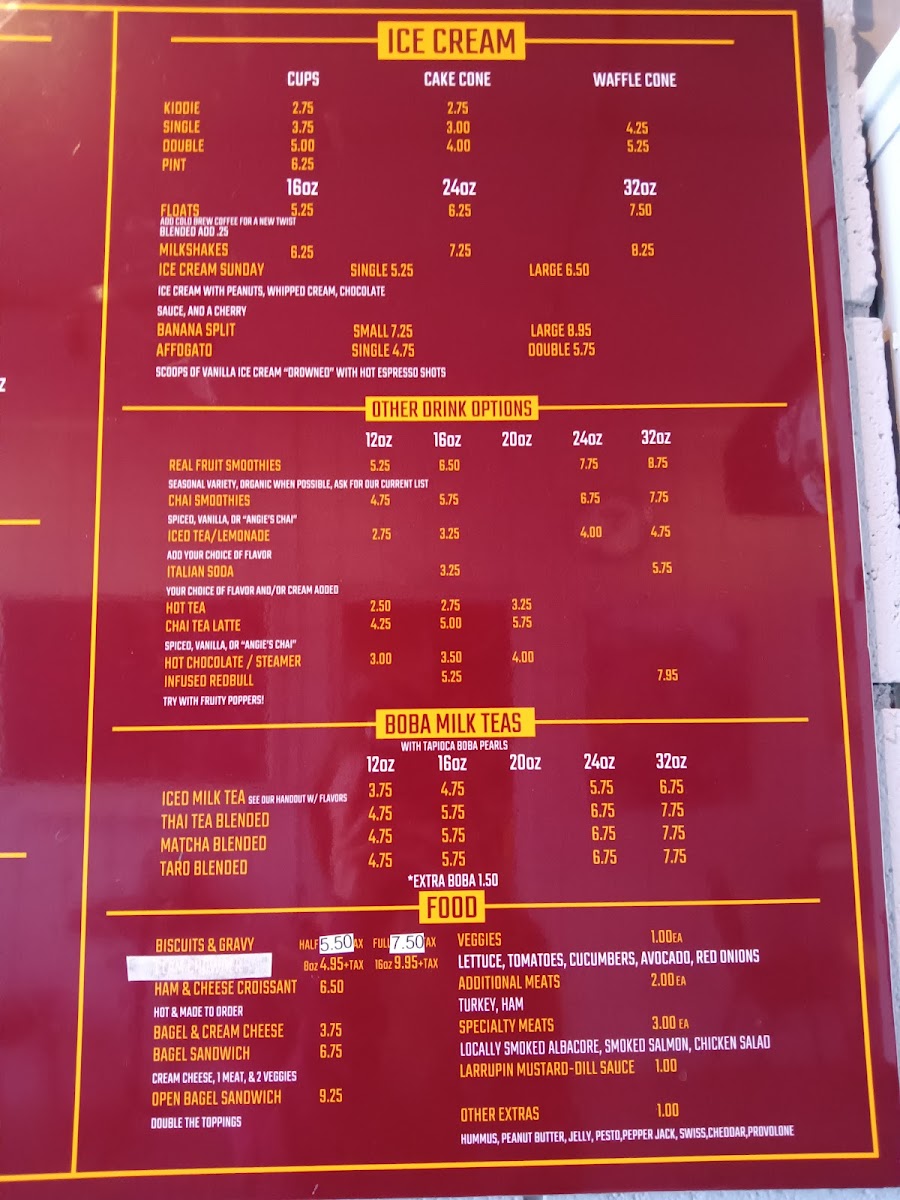 ICE CREAM
CUPS CAKE CONE WAFFLE CONE
KIDDIE 2.75 2.75
SINGLE 3.75 3.00 4.25
DOUBLE 5.00 4.00 5.25
PINT 6.25
16oz 24oz 32oz
FLOATS 5.25 6.25 7.50
ADD COLD BREW COFFEE FOR A NEW TWIST
BLENDED ADD .25
MILKSHAKES 6.25 7.25 8.25
ICE CREAM SUNDAY SINGLE 5.25 LARGE 6.50
ICE CREAM WITH PEANUTS, WHIPPED CREAM, CHOCOLATE
SAUCE, AND A CHERRY
BANANA SPLIT SMALL 7.25 LARGE 8.95
AFFOGATO SINGLE 4.75 DOUBLE 5.75
SCOOPS OF VANILLA ICE CREAM "DROWNED" WITH HOT ESPRESSO SHOTS
Z
OTHER DRINK OPTIONS
12oz 16oz 20oz 24oz 32oz
REAL FRUIT SMOOTHIES 5.25 6.50 7.75 8.75
SEASONAL VARIETY, ORGANIC WHEN POSSIBLE, ASK FOR OUR CURRENT LIST
CHAI SMOOTHIES 4.75 5.75 6.75 7.75
SPICED, VANILLA, OR "ANGIE'S CHAI"
ICED TEA/LEMONADE 2.75 3.25 4.00 4.75
ADD YOUR CHOICE OF FLAVOR
ITALIAN SODA 3.25 5.75
YOUR CHOICE OF FLAVOR AND/OR CREAM ADDED
HOT TEA 2.50 2.75 3.25
CHAI TEA LATTE 4.25 5.00 5.75
SPICED, VANILLA, OR "ANGIE'S CHAI"
HOT CHOCOLATE / STEAMER 3.00 3.50 4.00
INFUSED REDBULL 5.25 7.95
TRY WITH FRUITY POPPERS!
BOBA MILK TEAS
WITH TAPIOCA BOBA PEARLS
12oz 16oz 20oz 24oz 32oz
ICED MILK TEA SEE OUR HANDOUT W/ FLAVORS 3.75 4.75 5.75 6.75
THAI TEA BLENDED 4.75 5.75 6.75 7.75
MATCHA BLENDED 4.75 5.75 6.75 7.75
TARO BLENDED 4.75 5.75 6.75 7.75
*EXTRA BOBA 1.50
FOOD
BISCUITS & GRAVY HALF 5.50 AX FULL 7.50 AX
8oz 4.95+TAX 16oz 9.95+TAX
HAM & CHEESE CROISSANT 6.50
HOT & MADE TO ORDER
BAGEL & CREAM CHEESE 3.75
BAGEL SANDWICH 6.75
CREAM CHEESE, 1 MEAT, & 2 VEGGIES
OPEN BAGEL SANDWICH 9.25
DOUBLE THE TOPPINGS
VEGGIES 1.00 EA
LETTUCE, TOMATOES, CUCUMBERS, AVOCADO, RED ONIONS
ADDITIONAL MEATS 2.00 EA
TURKEY, HAM
SPECIALTY MEATS 3.00 EA
LOCALLY SMOKED ALBACORE, SMOKED SALMON, CHICKEN SALAD
LARRUPIN MUSTARD-DILL SAUCE 1.00
OTHER EXTRAS 1.00
HUMMUS, PEANUT BUTTER, JELLY, PESTO,PEPPER JACK, SWISS,CHEDDAR,PROVOLONE